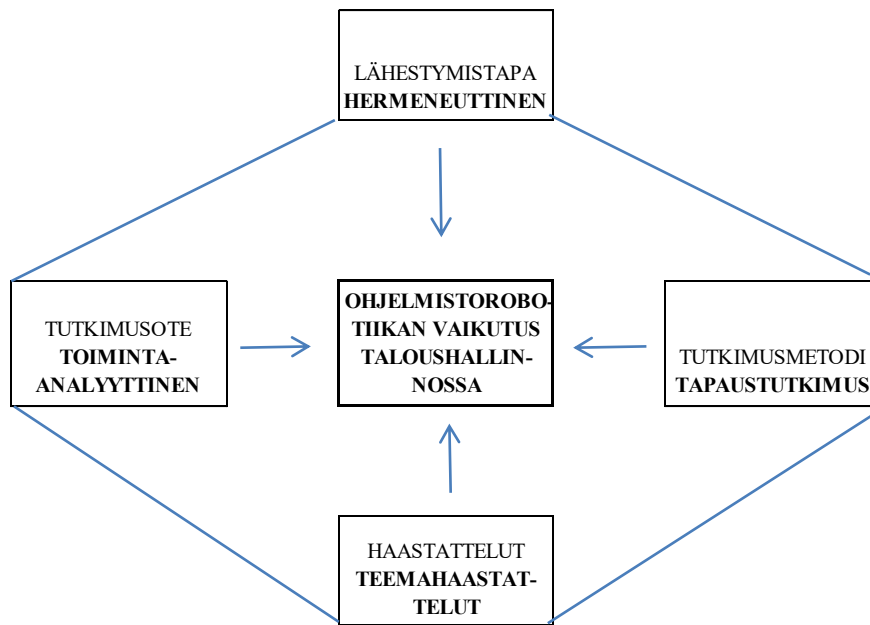 LÄHESTYMISTAPA
HERMENEUTTINEN
TUTKIMUSOTE
TOIMINTA-
ANALYYTTINEN
OHJELMISTOROBO-
TIIKAN VAIKUTUS
TALOUSHALLIN-
NOSSA
TUTKIMUSMETODI
TAPAUSTUTKIMUS
HAASTATTELUT
TEEMAHAASTAT-
TELUT